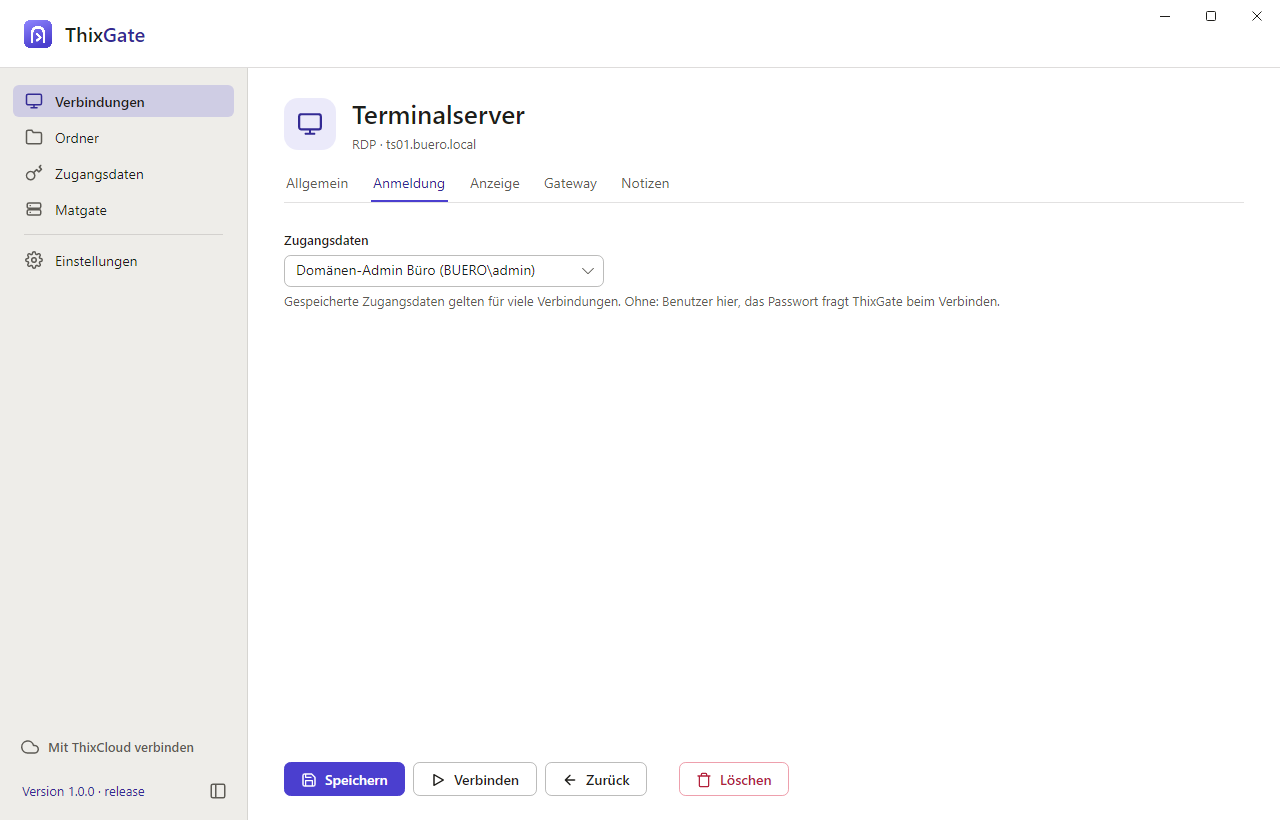 ThixGate
Verbindungen
Ordner
Zugangsdaten
Matgate
Einstellungen
Mit ThixCloud verbinden
Version 1.0.0 · release
Terminalserver
RDP · ts01.buero.local
Allgemein Anmeldung Anzeige Gateway Notizen
Zugangsdaten
Domänen-Admin Büro (BUERO\admin)
Gespeicherte Zugangsdaten gelten für viele Verbindungen. Ohne: Benutzer hier, das Passwort fragt ThixGate beim Verbinden.
Speichern Verbinden Zurück Löschen